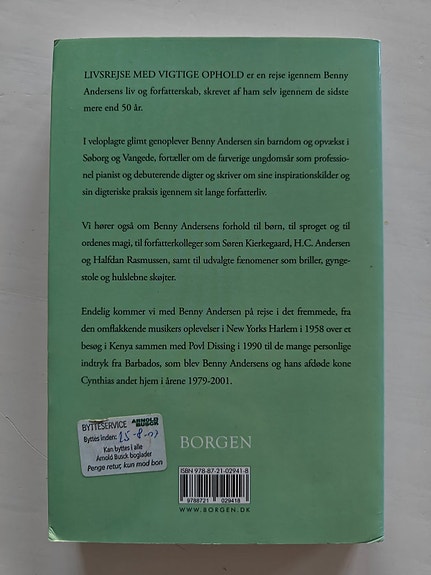 LIVSREJSE MED VIGTIGE OPHOLD er en rejse igennem Benny
Andersens liv og forfatterskab, skrevet af ham selv igennem de sidste
mere end 50 år.
I veloplagte glimt genoplever Benny Andersen sin barndom og opvækst i
Søborg og Vangede, fortæller om de farverige ungdomsår som professio-
nel pianist og debuterende digter og skriver om sine inspirationskilder og
sin digteriske praksis igennem sit lange forfatterliv.
Vi hører også om Benny Andersens forhold til børn, til sproget og til
ordenes magi, til forfatterkolleger som Søren Kierkegaard, H.C. Andersen
og Halfdan Rasmussen, samt til udvalgte fænomener som briller, gynge-
stole og hulslebne skøjter.
Endelig kommer vi med Benny Andersen på rejse i det fremmede, fra
den omflakkende musikers oplevelser i New Yorks Harlem i 1958 over et
besøg i Kenya sammen med Povl Dissing i 1990 til de mange personlige
indtryk fra Barbados, som blev Benny Andersens og hans afdøde kone
Cynthias andet hjem i årene 1979-2001.
BYTTESERVICE ARNOLD BUSCK
Byttes inden: 15-8-
Kan byttes i alle
Arnold Busck boglader
Penge retur, kun mod bon
BORGEN
ISBN 978-87-21-02941-8
9788721 029418
WWW.BORGEN.DK